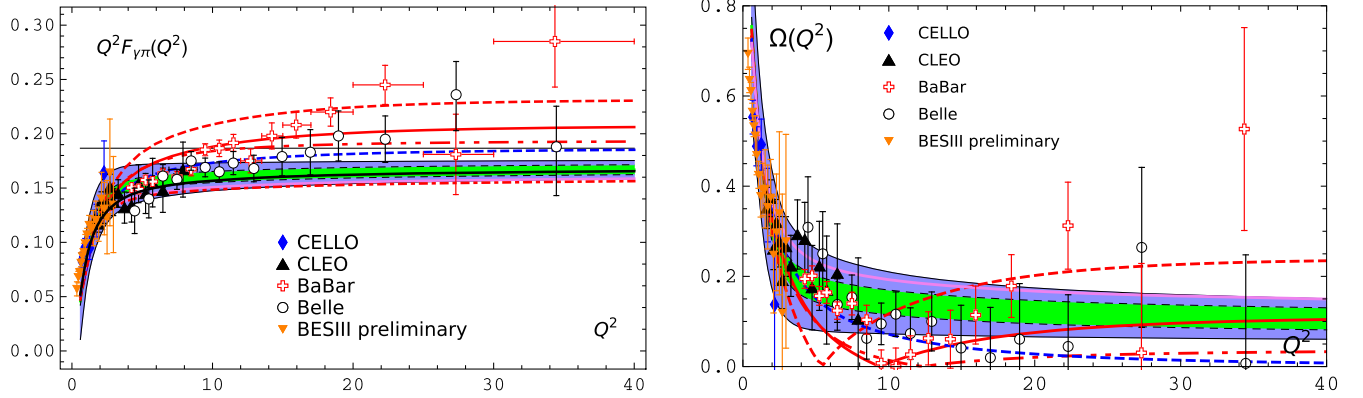 Q²F_γπ(Q²)
0.30
0.25
0.20
0.15
0.10
0.05
0.00
CELLO
CLEO
BaBar
Belle
BESIII preliminary
Q²
0 10 20 30 40
Ω(Q²)
CELLO
CLEO
BaBar
Belle
BESIII preliminary
0.8
0.6
0.4
0.2
0.
Q²
0 10 20 30 40